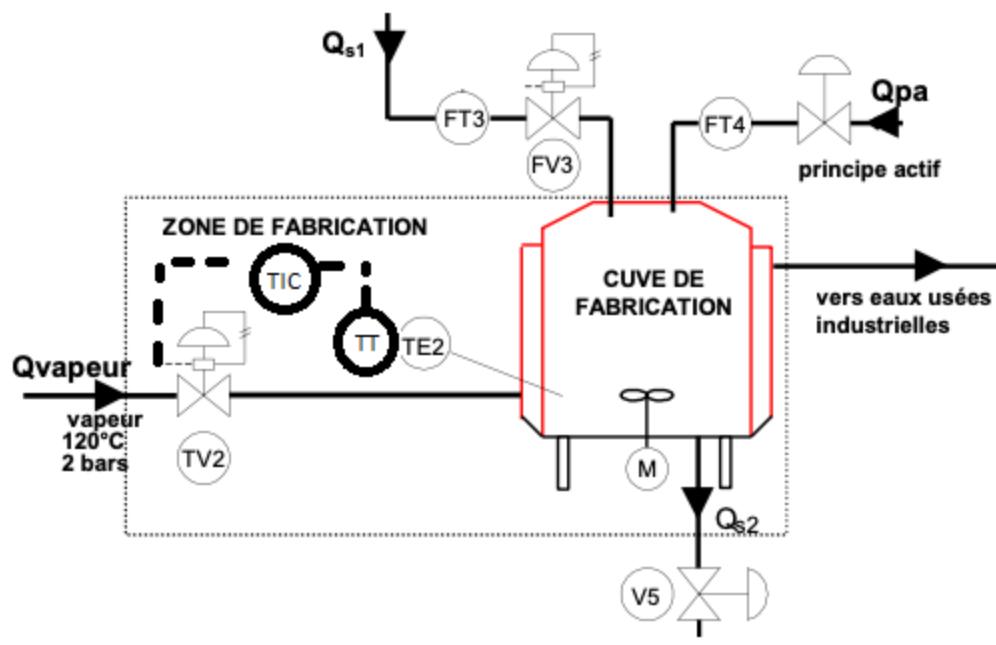 Qs1
FT3
FV3
FT4
Qpa
principe actif
ZONE DE FABRICATION
TIC
TT
TE2
CUVE DE
FABRICATION
vers eaux usées
industrielles
Qvapeur
vapeur
120°C
2 bars
TV2
M
Qs2
V5